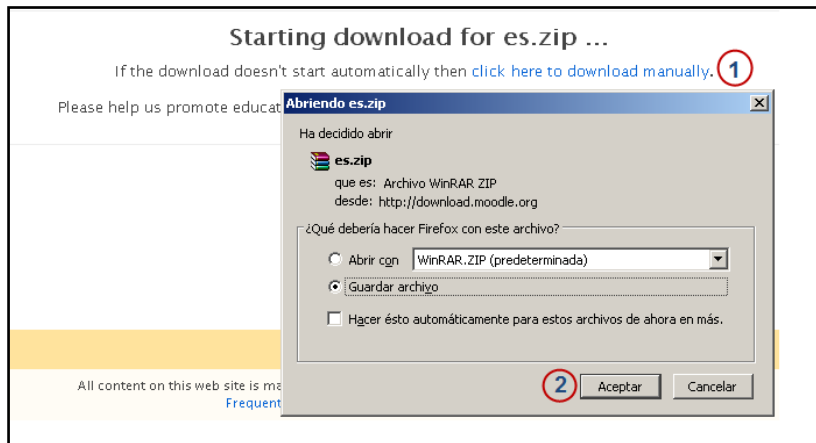 Starting download for es.zip ...
If the download doesn't start automatically then click here to download manually. 1
Please help us promote educat
Abriendo es.zip
Ha decidido abrir
es.zip
que es: Archivo WinRAR ZIP
desde: http://download.moodle.org
¿Qué debería hacer Firefox con este archivo?
Abrir con WinRAR.ZIP (predeterminada)
Guardar archivo
Hacer ésto automáticamente para estos archivos de ahora en más.
2 Aceptar Cancelar
All content on this web site is ma
Frequent